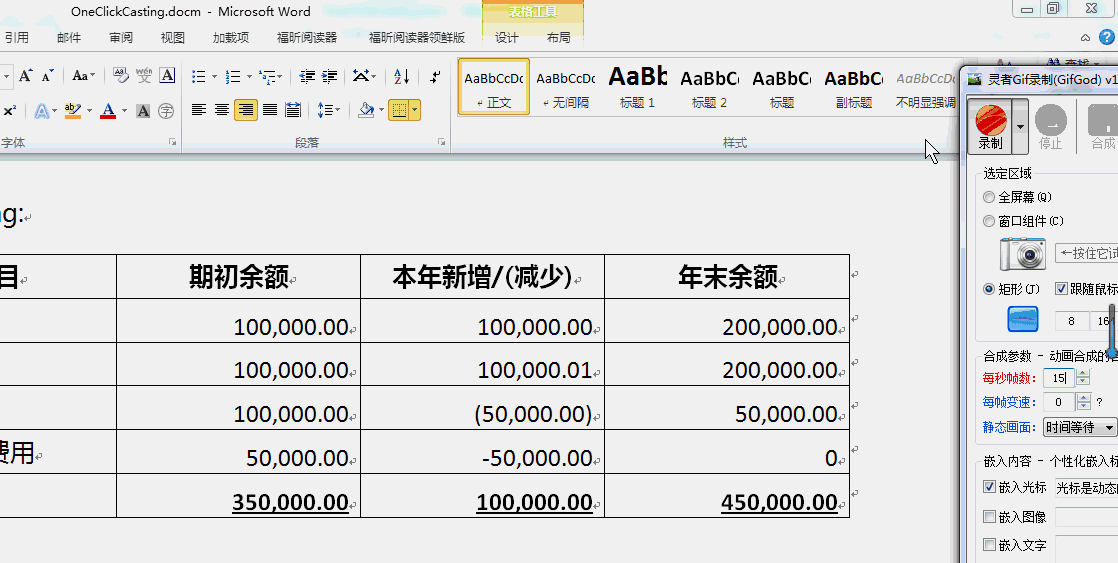 OneClickCasting.docm - Microsoft Word
表格工具
引用 邮件 审阅 视图 加载项 福昕阅读器 福昕阅读器领鲜版 设计 布局
AaBbCcDc AaBbCcDc AaBb AaBbC AaBbC AaBbC AaBbCcDc
正文 无间隔 标题 1 标题 2 标题 副标题 不明显强调
字体 段落 样式
灵者Gif录制(GifGod) v1
录制 停止 合成
选定区域
全屏幕(Q)
窗口组件(C)
←按住它试
矩形(J) 跟随鼠标
8 16
合成参数 - 动画合成的
每秒帧数: 15
每帧变速: 0 ?
静态画面: 时间等待
嵌入内容 - 个性化嵌入标
嵌入光标 光标是动态
嵌入图像
嵌入文字
ng:
目 期初余额 本年新增/(减少) 年末余额
100,000.00 100,000.00 200,000.00
100,000.00 100,000.01 200,000.00
100,000.00 (50,000.00) 50,000.00
费用 50,000.00 -50,000.00 0
350,000.00 100,000.00 450,000.00